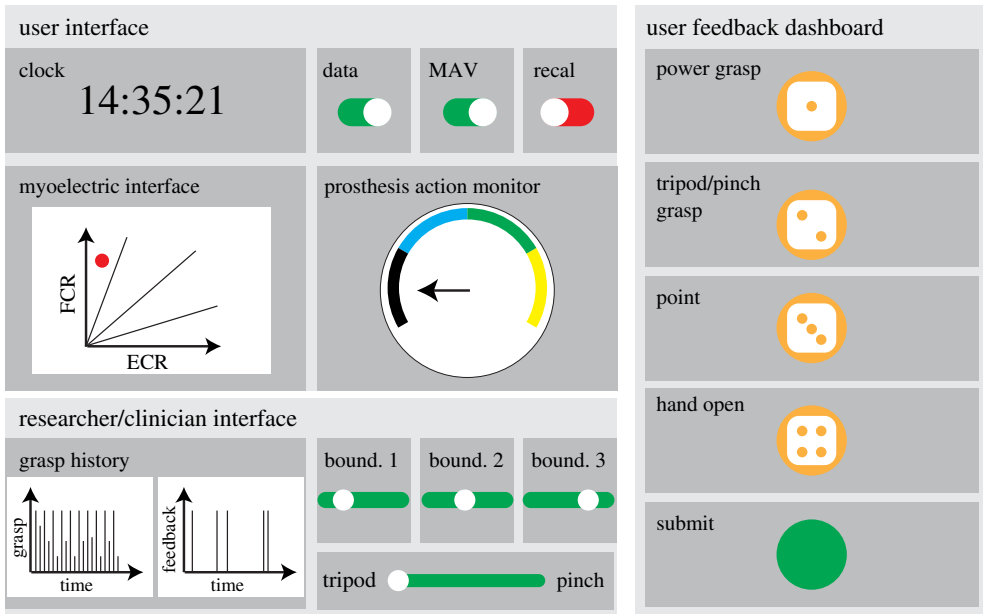 user interface
clock
14:35:21
data
MAV
recal
myoelectric interface
FCR
ECR
prosthesis action monitor
researcher/clinician interface
grasp history
grasp
time
feedback
time
bound. 1
bound. 2
bound. 3
tripod
pinch
user feedback dashboard
power grasp
tripod/pinch
grasp
point
hand open
submit